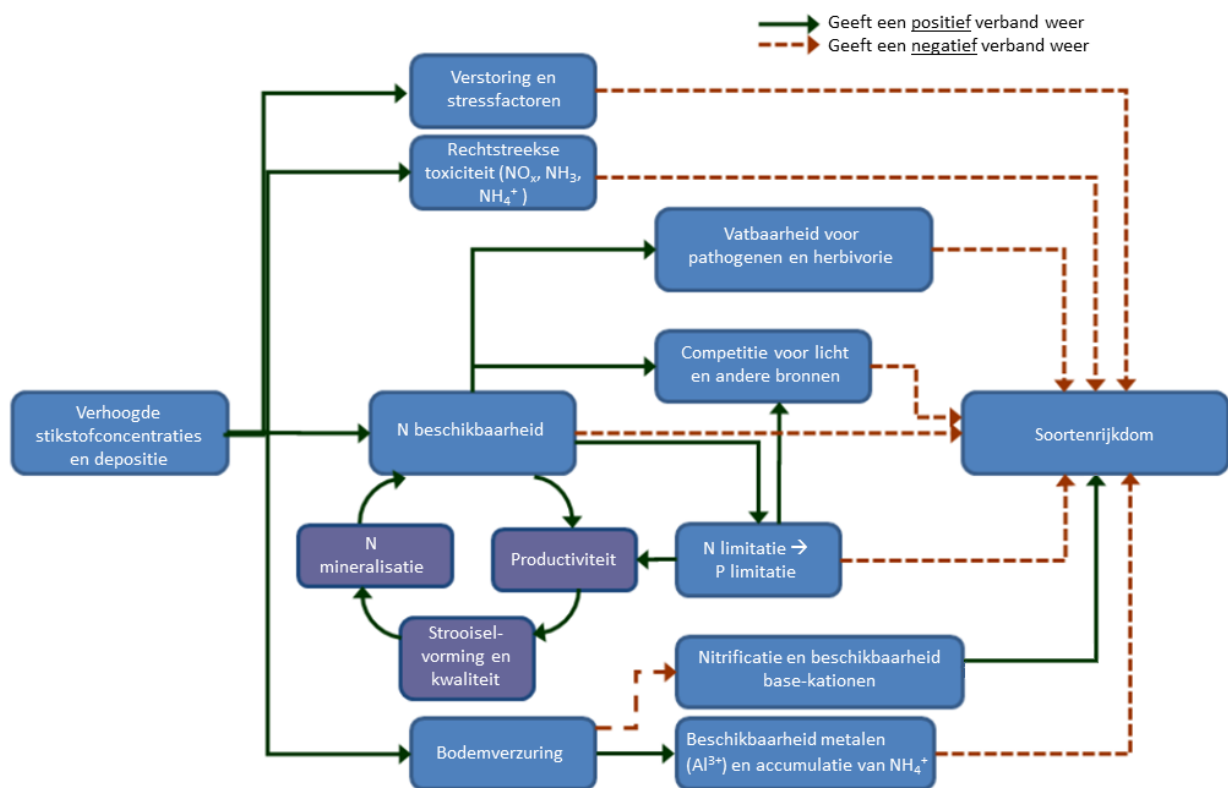 Geeft een positief verband weer
Geeft een negatief verband weer
Verstoring en
stressfactoren
Rechtstreekse
toxiciteit (NOₓ, NH₃,
NH₄⁺ )
Vatbaarheid voor
pathogenen en herbivorie
Competitie voor licht
en andere bronnen
Verhoogde
stikstofconcentraties
en depositie
N beschikbaarheid
Soortenrijkdom
N
mineralisatie
Productiviteit
N limitatie →
P limitatie
Strooisel-
vorming en
kwaliteit
Nitrificatie en beschikbaarheid
base-kationen
Bodemverzuring
Beschikbaarheid metalen
(Al³⁺) en accumulatie van NH₄⁺